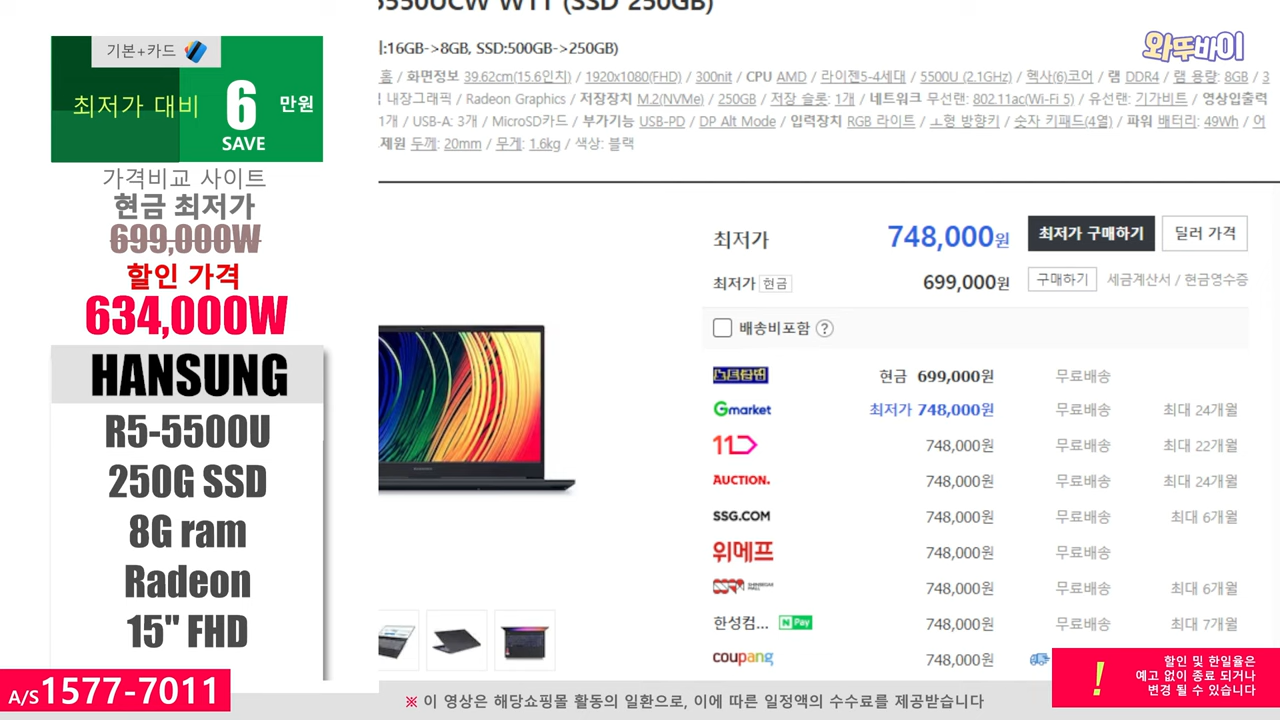 기본+카드
최저가 대비 6 만원
SAVE
가격비교 사이트
현금 최저가
699,000W
할인 가격
634,000W
HANSUNG
R5-5500U
250G SSD
8G ram
Radeon
15" FHD
A/S 1577-7011
5550UCW W11 (SSD 250GB)
와뚜바이
:16GB->8GB, SSD:500GB->250GB)
홈 / 화면정보 39.62cm(15.6인치) / 1920x1080(FHD) / 300nit / CPU AMD / 라이젠5-4세대 / 5500U (2.1GHz) / 헥사(6)코어 / 램 DDR4 / 램 용량: 8GB / 3
내장그래픽 / Radeon Graphics / 저장장치 M.2(NVMe) / 250GB / 저장 슬롯: 1개 / 네트워크 무선랜: 802.11ac(Wi-Fi 5) / 유선랜: 기가비트 / 영상입출력
1개 / USB-A: 3개 / MicroSD카드 / 부가기능 USB-PD / DP Alt Mode / 입력장치 RGB 라이트 / ㅗ형 방향키 / 숫자 키패드(4열) / 파워 배터리: 49Wh / 어
제원 두께: 20mm / 무게: 1.6kg / 색상: 블랙
최저가 748,000원 최저가 구매하기 딜러 가격
최저가 현금 699,000원 구매하기 세금계산서 / 현금영수증
배송비포함 ?
현금 699,000원 무료배송
Gmarket 최저가 748,000원 무료배송 최대 24개월
11 748,000원 무료배송 최대 22개월
AUCTION. 748,000원 무료배송 최대 24개월
SSG.COM 748,000원 무료배송 최대 6개월
위메프 748,000원 무료배송
748,000원 무료배송 최대 6개월
한성컴... N Pay 748,000원 무료배송 최대 7개월
coupang 748,000원
! 할인 및 한일율은
예고 없이 종료 되거나
변경 될 수 있습니다
※ 이 영상은 해당쇼핑몰 활동의 일환으로, 이에 따른 일정액의 수수료를 제공받습니다